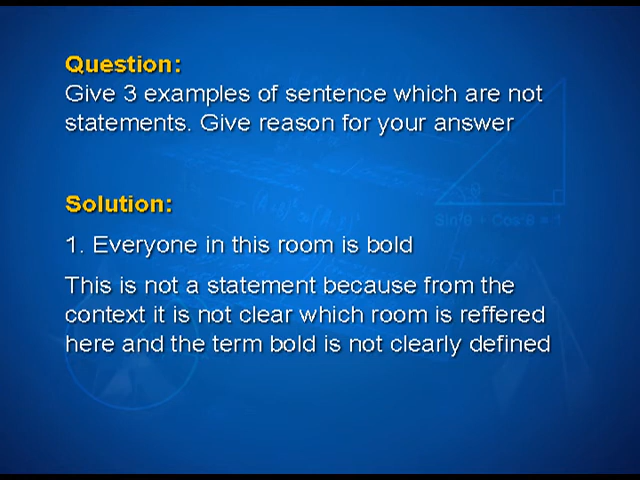 Question:
Give 3 examples of sentence which are not
statements. Give reason for your answer
Solution:
1. Everyone in this room is bold
This is not a statement because from the
context it is not clear which room is reffered
here and the term bold is not clearly defined